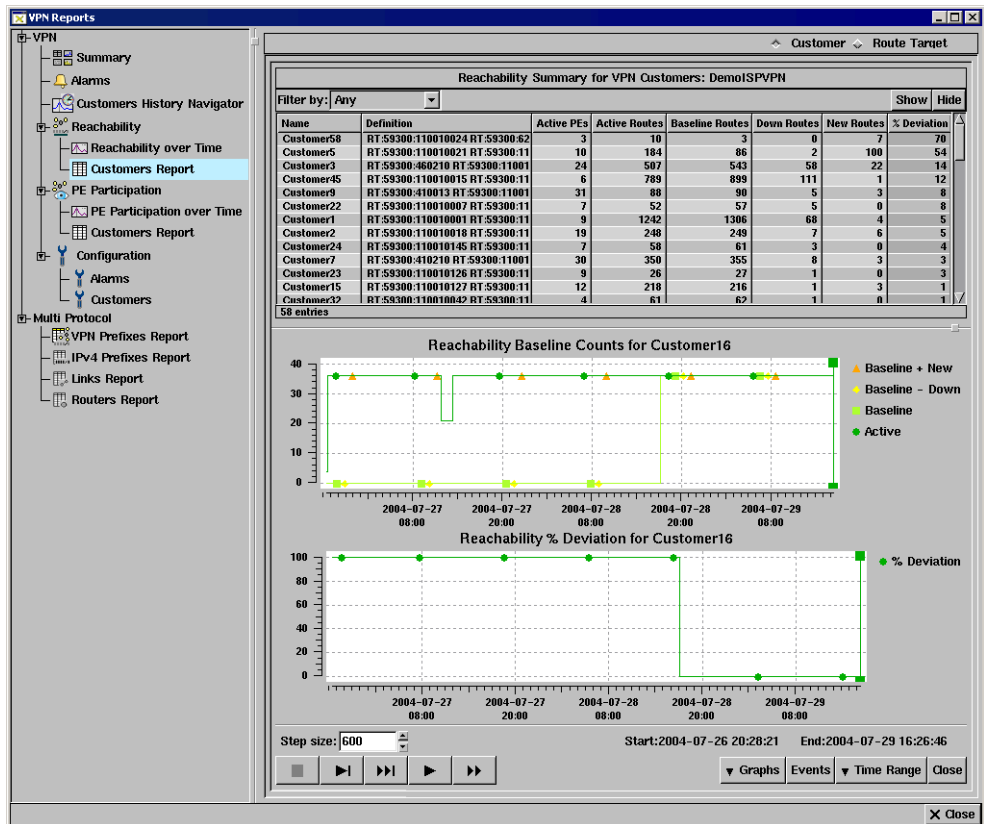 VPN Reports
VPN
Summary
Alarms
Customers History Navigator
Reachability
Reachability over Time
Customers Report
PE Participation
PE Participation over Time
Customers Report
Configuration
Alarms
Customers
Multi Protocol
VPN Prefixes Report
IPv4 Prefixes Report
Links Report
Routers Report
Customer Route Target
Reachability Summary for VPN Customers: DemoISPVPN
Filter by: Any Show Hide
Name Definition Active PEs Active Routes Baseline Routes Down Routes New Routes % Deviation
Customer58 RT:59300:110010024 RT:59300:62 3 10 3 0 7 70
Customer5 RT:59300:110010021 RT:59300:11 10 184 86 2 100 54
Customer3 RT:59300:460210 RT:59300:11001 24 507 543 58 22 14
Customer45 RT:59300:110010015 RT:59300:11 6 789 899 111 1 12
Customer9 RT:59300:410013 RT:59300:11001 31 88 90 5 3 8
Customer22 RT:59300:110010007 RT:59300:11 7 52 57 5 0 8
Customer1 RT:59300:110010001 RT:59300:11 9 1242 1306 68 4 5
Customer2 RT:59300:110010018 RT:59300:11 19 248 249 7 6 5
Customer24 RT:59300:110010145 RT:59300:11 7 58 61 3 0 4
Customer7 RT:59300:410210 RT:59300:11001 30 350 355 8 3 3
Customer23 RT:59300:110010126 RT:59300:11 9 26 27 1 0 3
Customer15 RT:59300:110010127 RT:59300:11 12 218 216 1 3 1
Customer32 RT:59300:110010042 RT:59300:11 4 61 62 1 0 1
58 entries
Reachability Baseline Counts for Customer16
40
30
20
10
0
Baseline + New
Baseline - Down
Baseline
Active
2004-07-27 2004-07-27 2004-07-28 2004-07-28 2004-07-29
08:00 20:00 08:00 20:00 08:00
Reachability % Deviation for Customer16
100
80
60
40
20
0
% Deviation
2004-07-27 2004-07-27 2004-07-28 2004-07-28 2004-07-29
08:00 20:00 08:00 20:00 08:00
Step size: 600 Start:2004-07-26 20:28:21 End:2004-07-29 16:26:46
Graphs Events Time Range Close
Close